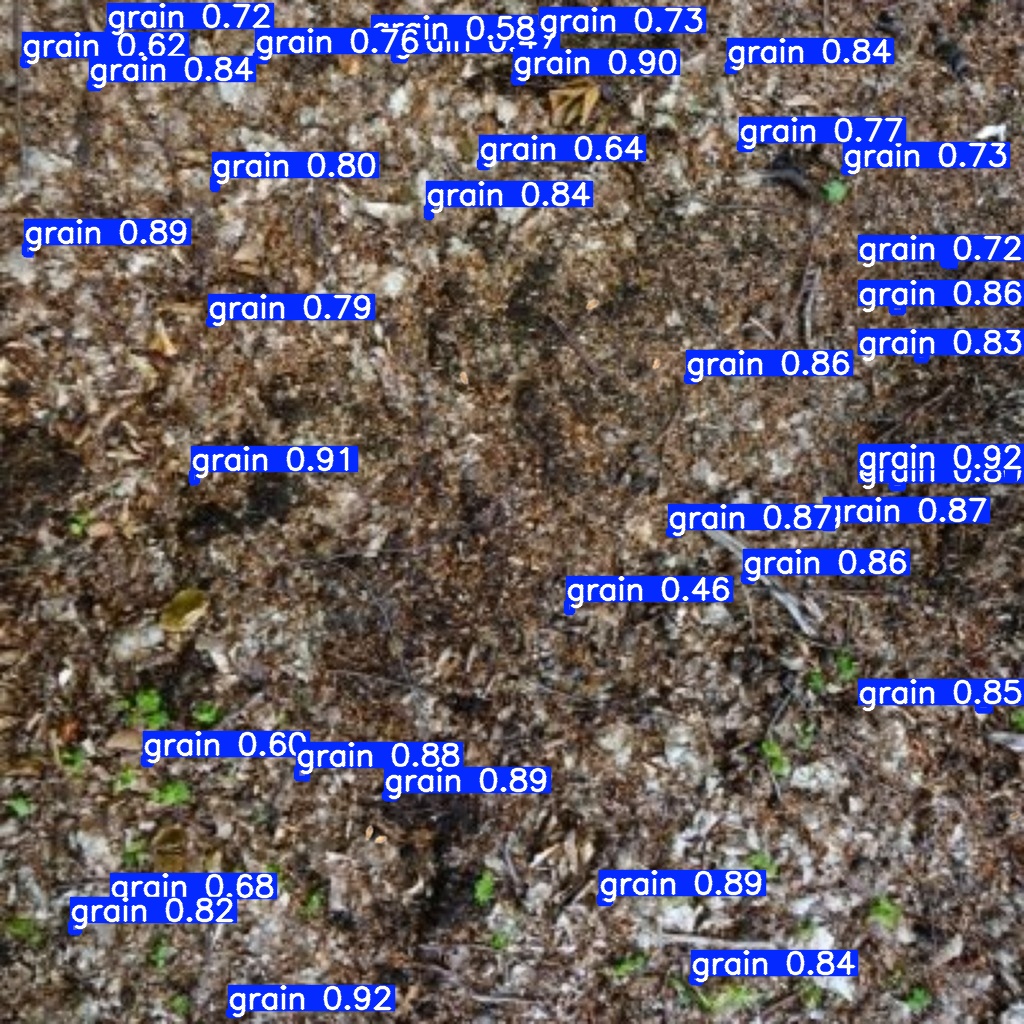 grain 0.72
grain 0.58
grain 0.73
grain 0.62
grain 0.76
grain 0.84
grain 0.90
grain 0.84
grain 0.77
grain 0.64
grain 0.73
grain 0.80
grain 0.84
grain 0.89
grain 0.72
grain 0.86
grain 0.79
grain 0.83
grain 0.86
grain 0.91
grain 0.92
grain 0.87
grain 0.87
grain 0.86
grain 0.46
grain 0.85
grain 0.60
grain 0.88
grain 0.89
grain 0.68
grain 0.89
grain 0.82
grain 0.84
grain 0.92